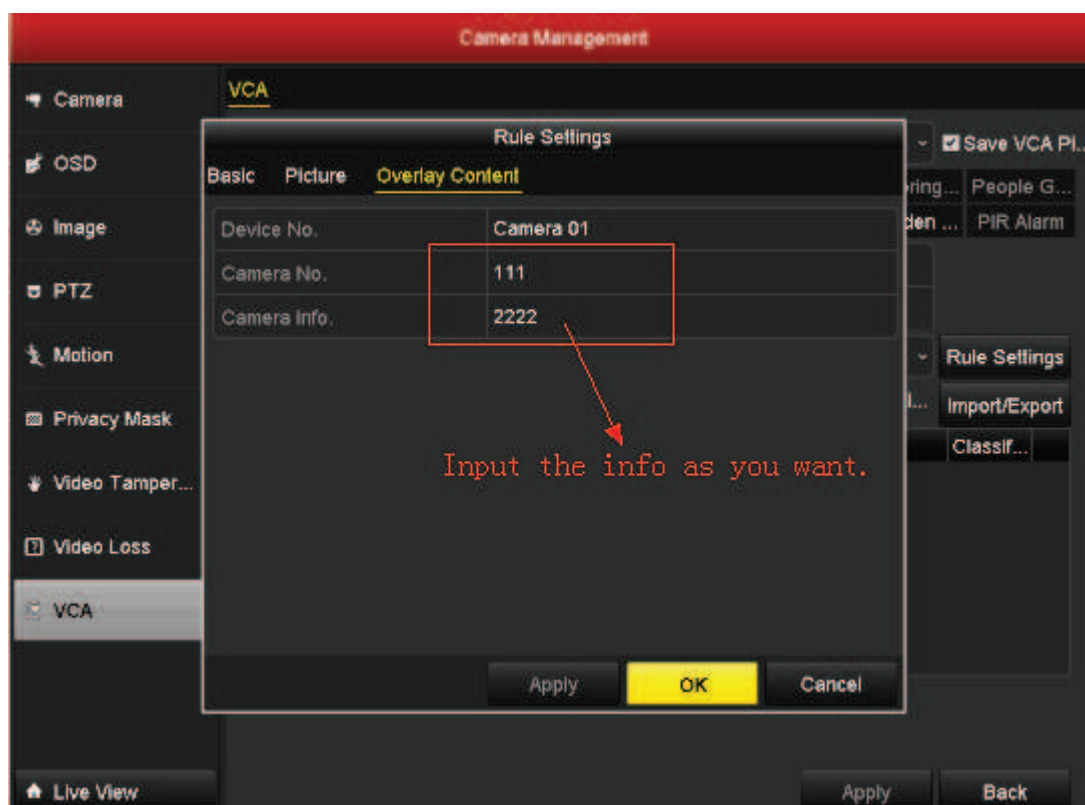 Camera Management
Camera
VCA
OSD
Image
PTZ
Motion
Privacy Mask
Video Tamper...
Video Loss
VCA
Live View
Rule Settings
Basic Picture Overlay Content
Device No. Camera 01
Camera No. 111
Camera Info. 2222
Input the info as you want.
Apply OK Cancel
Save VCA Pi...
ring... People G...
den ... PIR Alarm
Rule Settings
Import/Export
Classif...
Apply Back